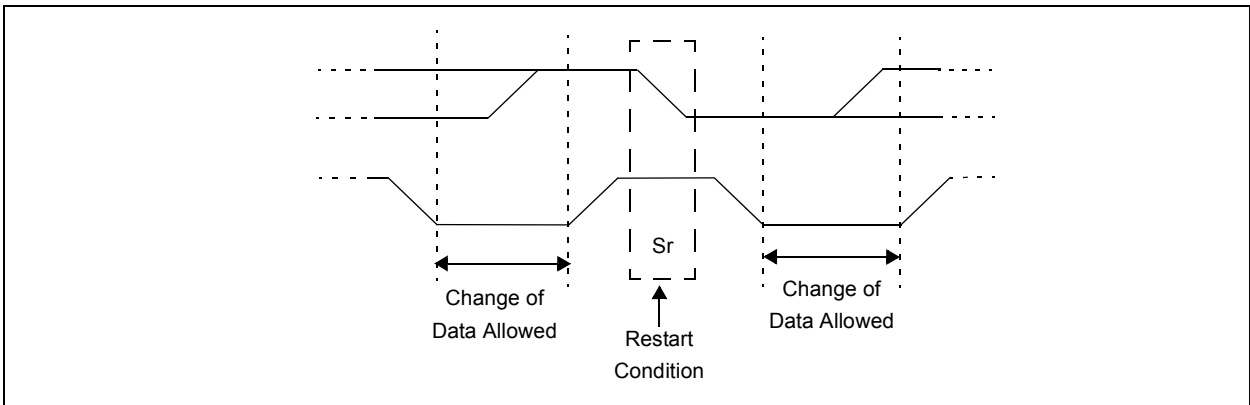 Sr
Change of
Data Allowed
Restart
Condition
Change of
Data Allowed